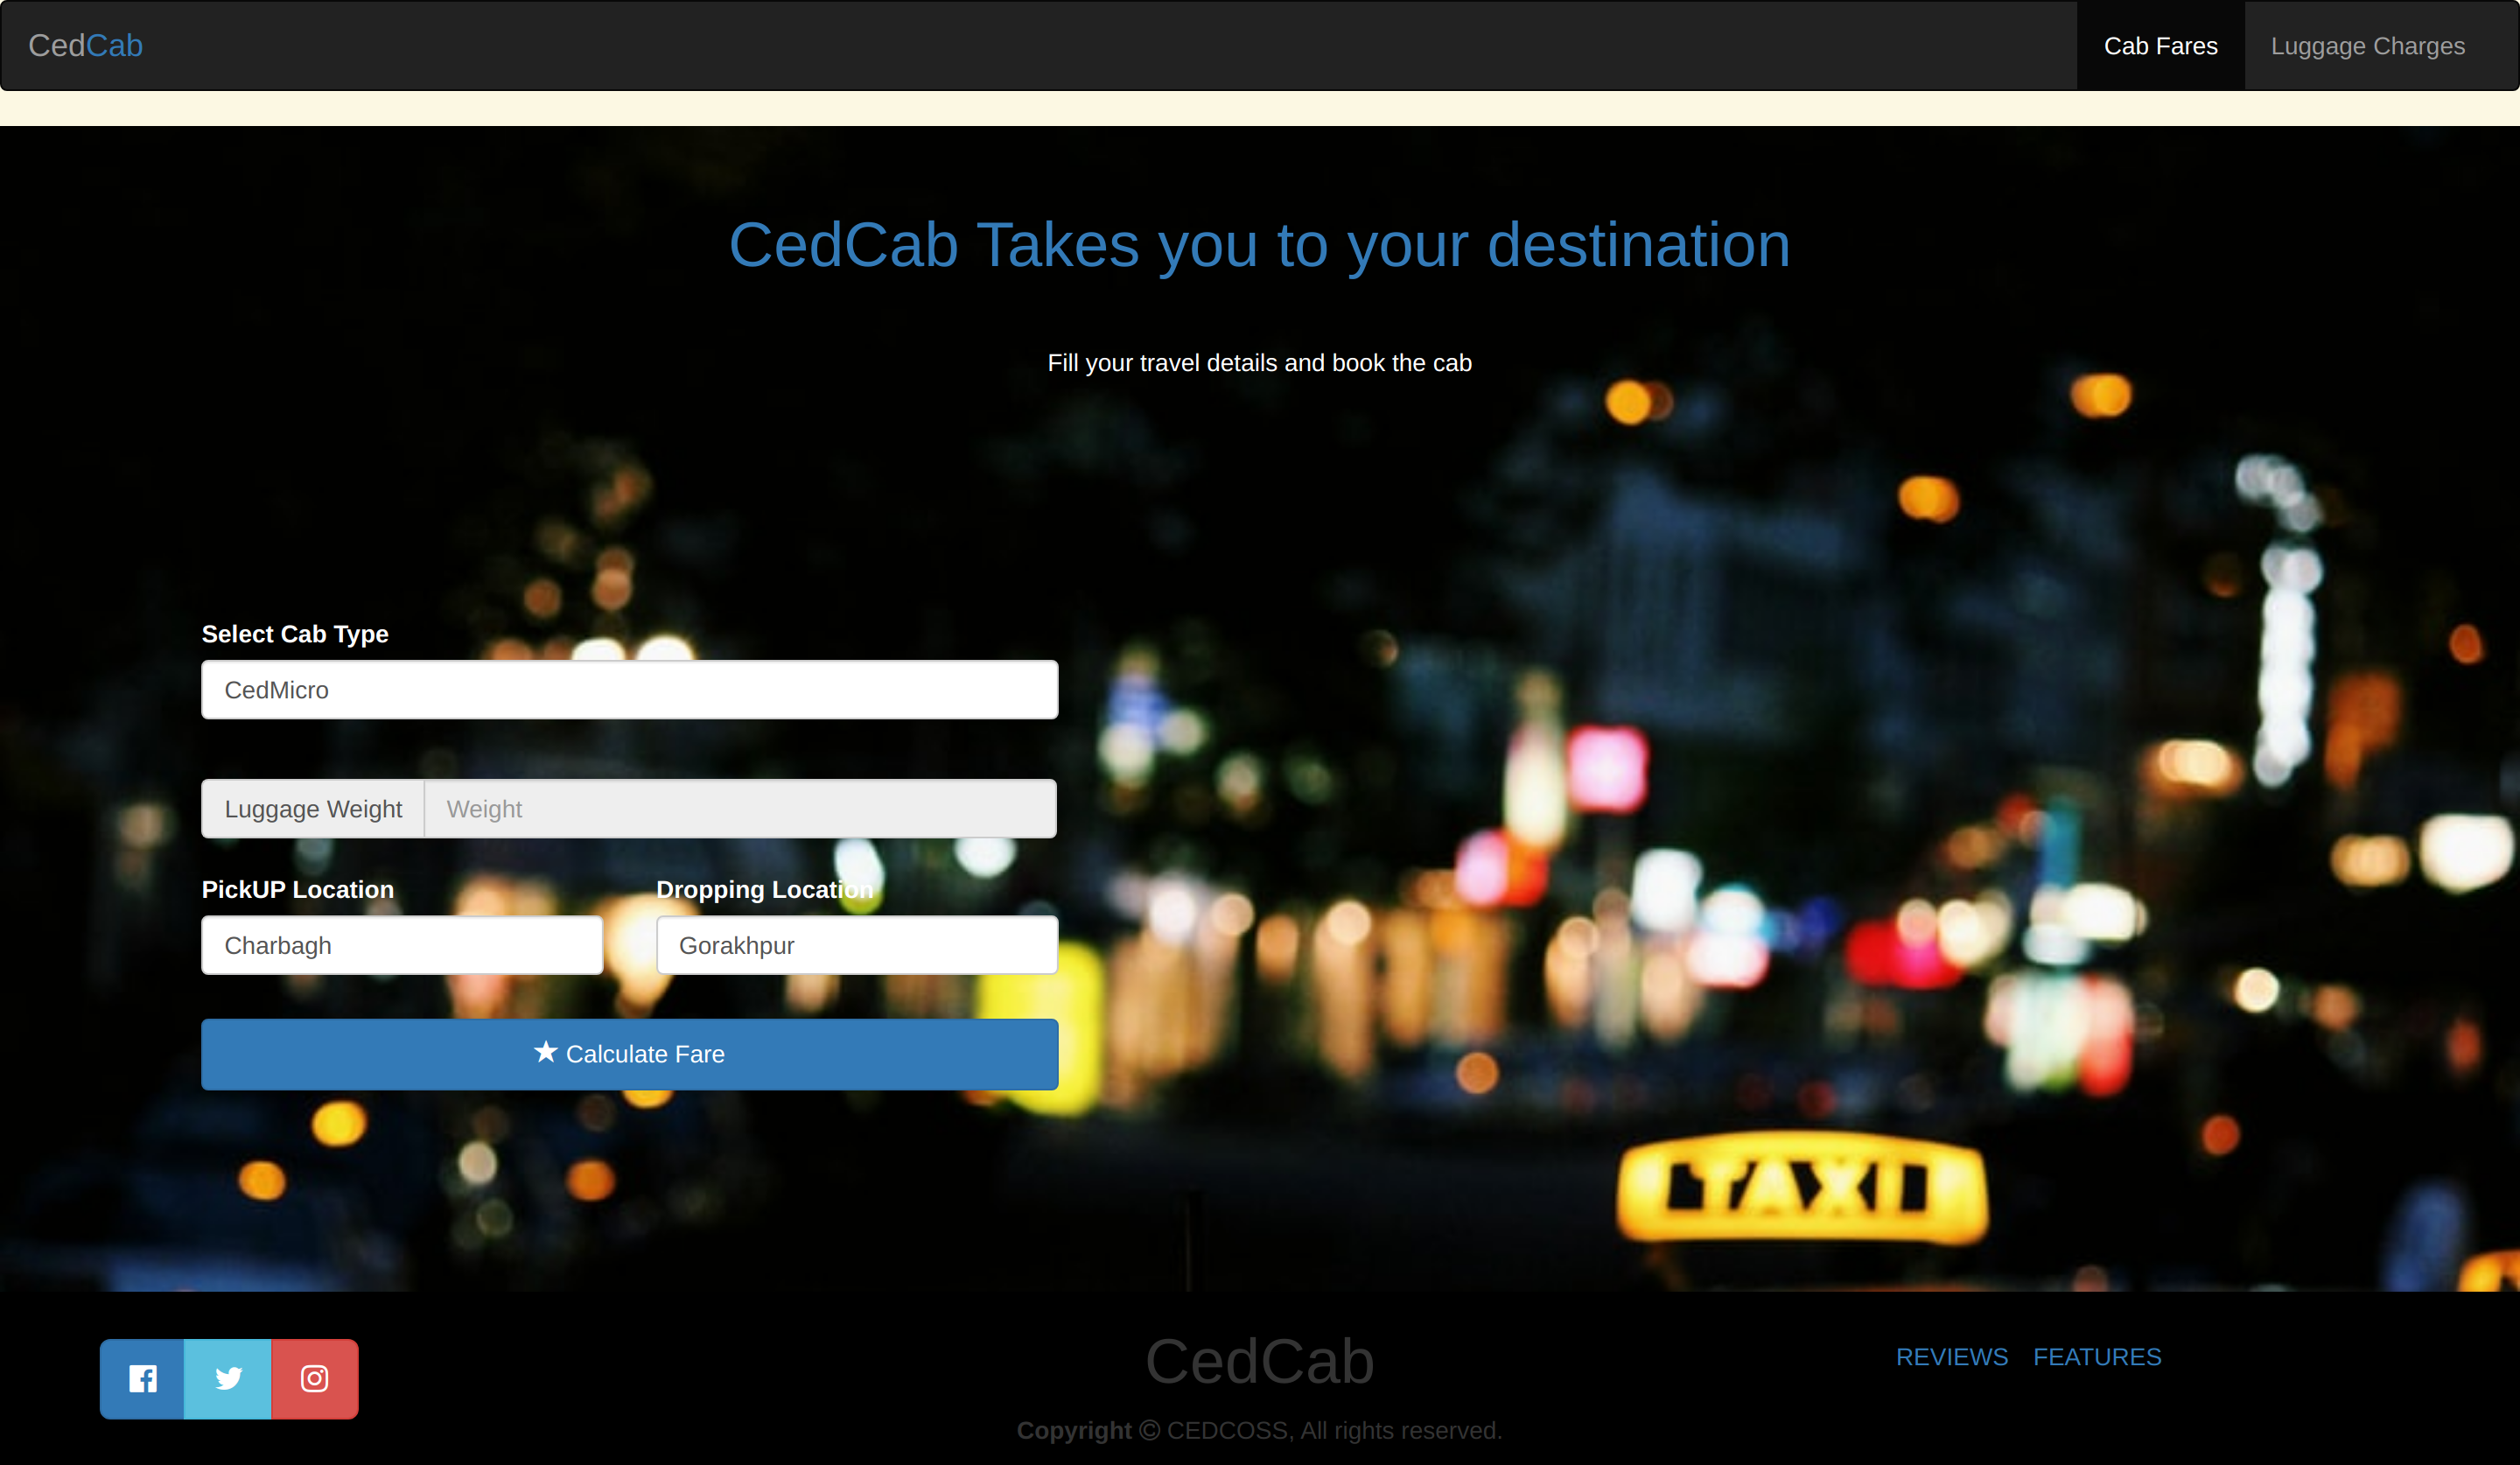 CedCab
Cab Fares
Luggage Charges
CedCab Takes you to your destination
Fill your travel details and book the cab
Select Cab Type
CedMicro
Luggage Weight
Weight
PickUP Location
Dropping Location
Charbagh
Gorakhpur
★ Calculate Fare
TAXI
CedCab
REVIEWS
FEATURES
Copyright © CEDCOSS, All rights reserved.